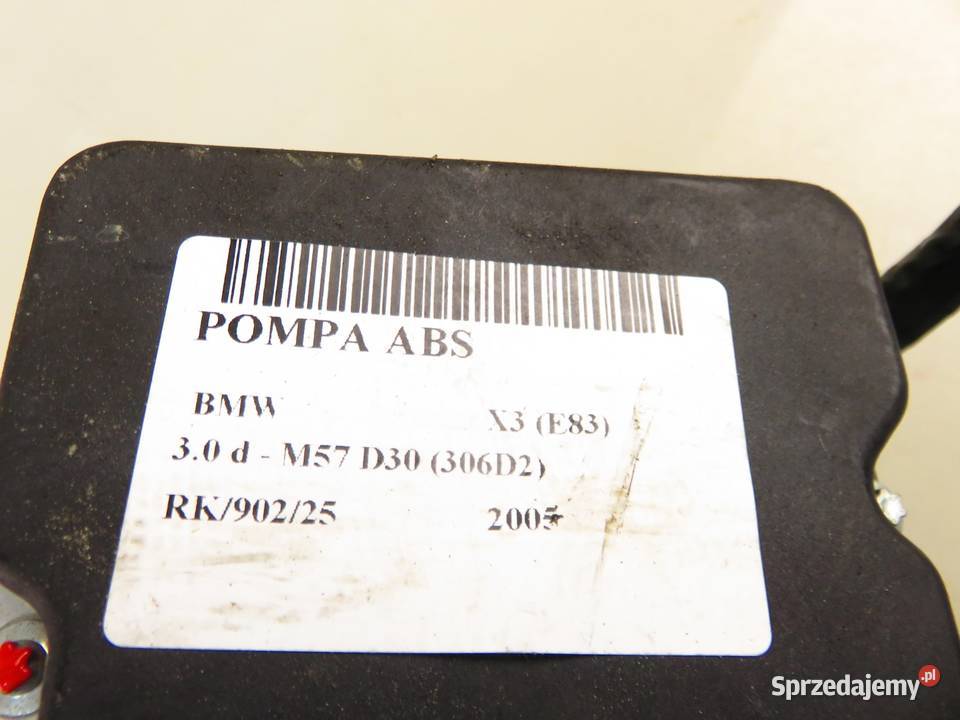 POMPA ABS
BMW X3 (E83)
3.0 d - M57 D30 (306D2)
RK/902/25 2005
Sprzedajemy.pl